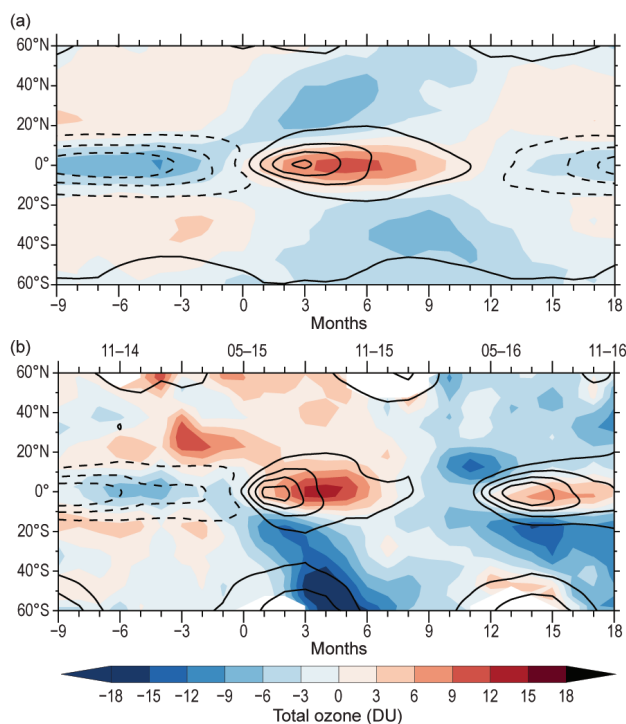 (a)
60°N
40°N
20°N
0°
20°S
40°S
60°S
−9 −6 −3 0 3 6 9 12 15 18
Months
(b) 11–14 05–15 11–15 05–16 11–16
60°N
40°N
20°N
0°
20°S
40°S
60°S
−9 −6 −3 0 3 6 9 12 15 18
Months
−18 −15 −12 −9 −6 −3 0 3 6 9 12 15 18
Total ozone (DU)